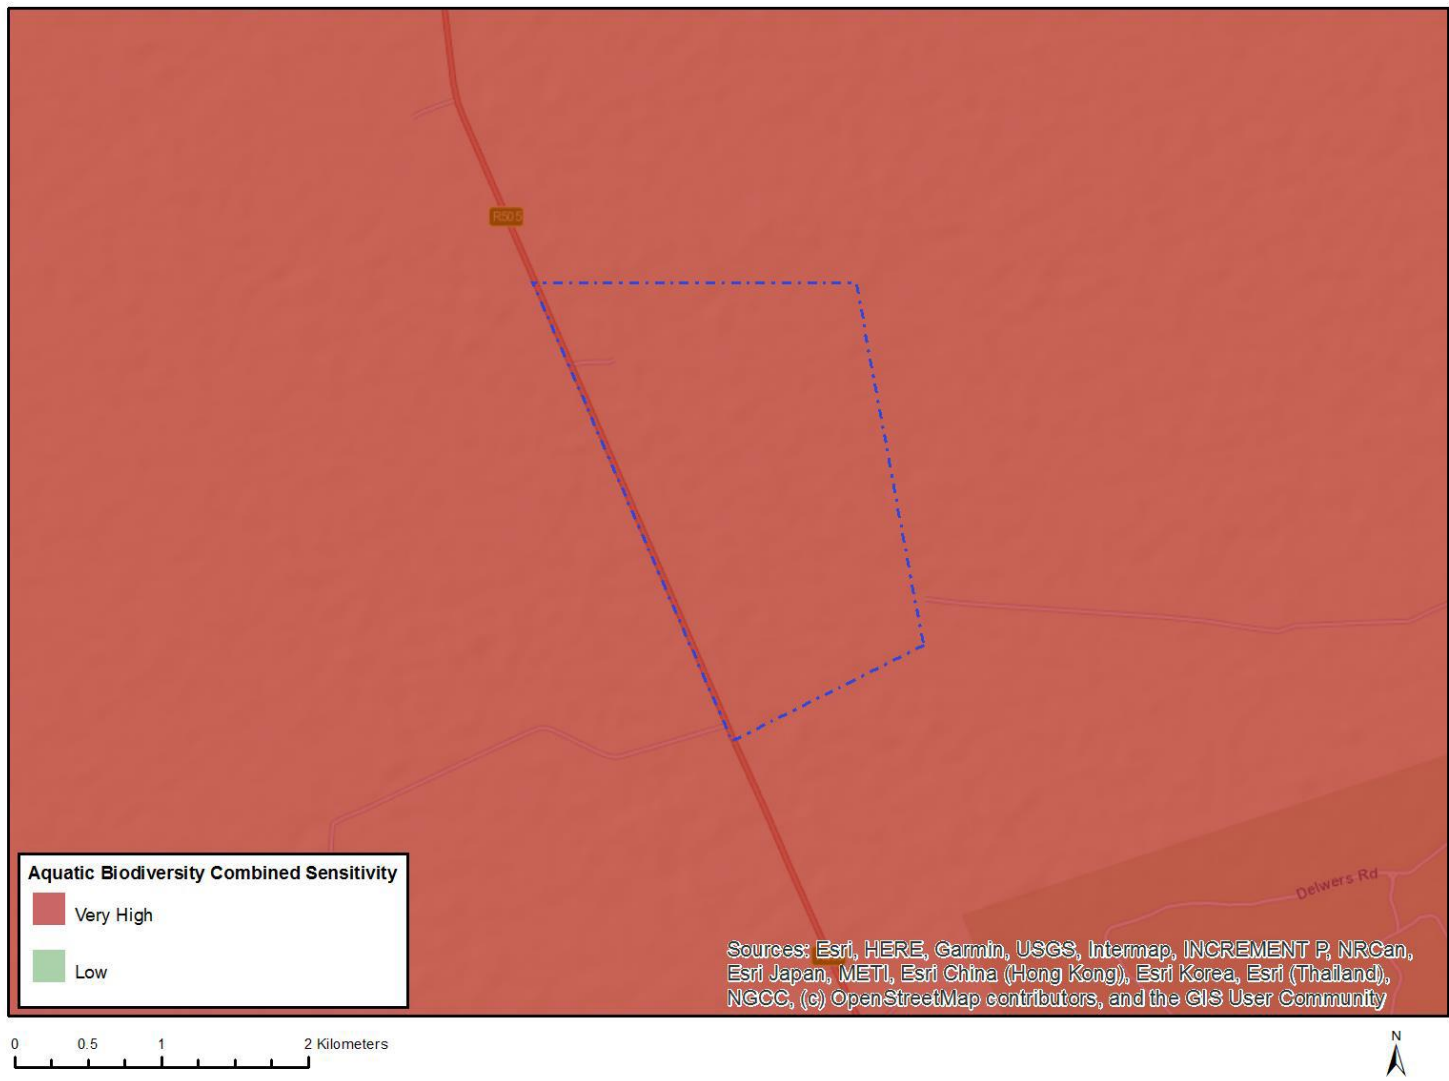 R505
Aquatic Biodiversity Combined Sensitivity
Very High
Low
Delwers Rd
Sources: Esri, HERE, Garmin, USGS, Intermap, INCREMENT P, NRCan,
Esri Japan, METI, Esri China (Hong Kong), Esri Korea, Esri (Thailand),
NGCC, (c) OpenStreetMap contributors, and the GIS User Community
0 0.5 1 2 Kilometers
N